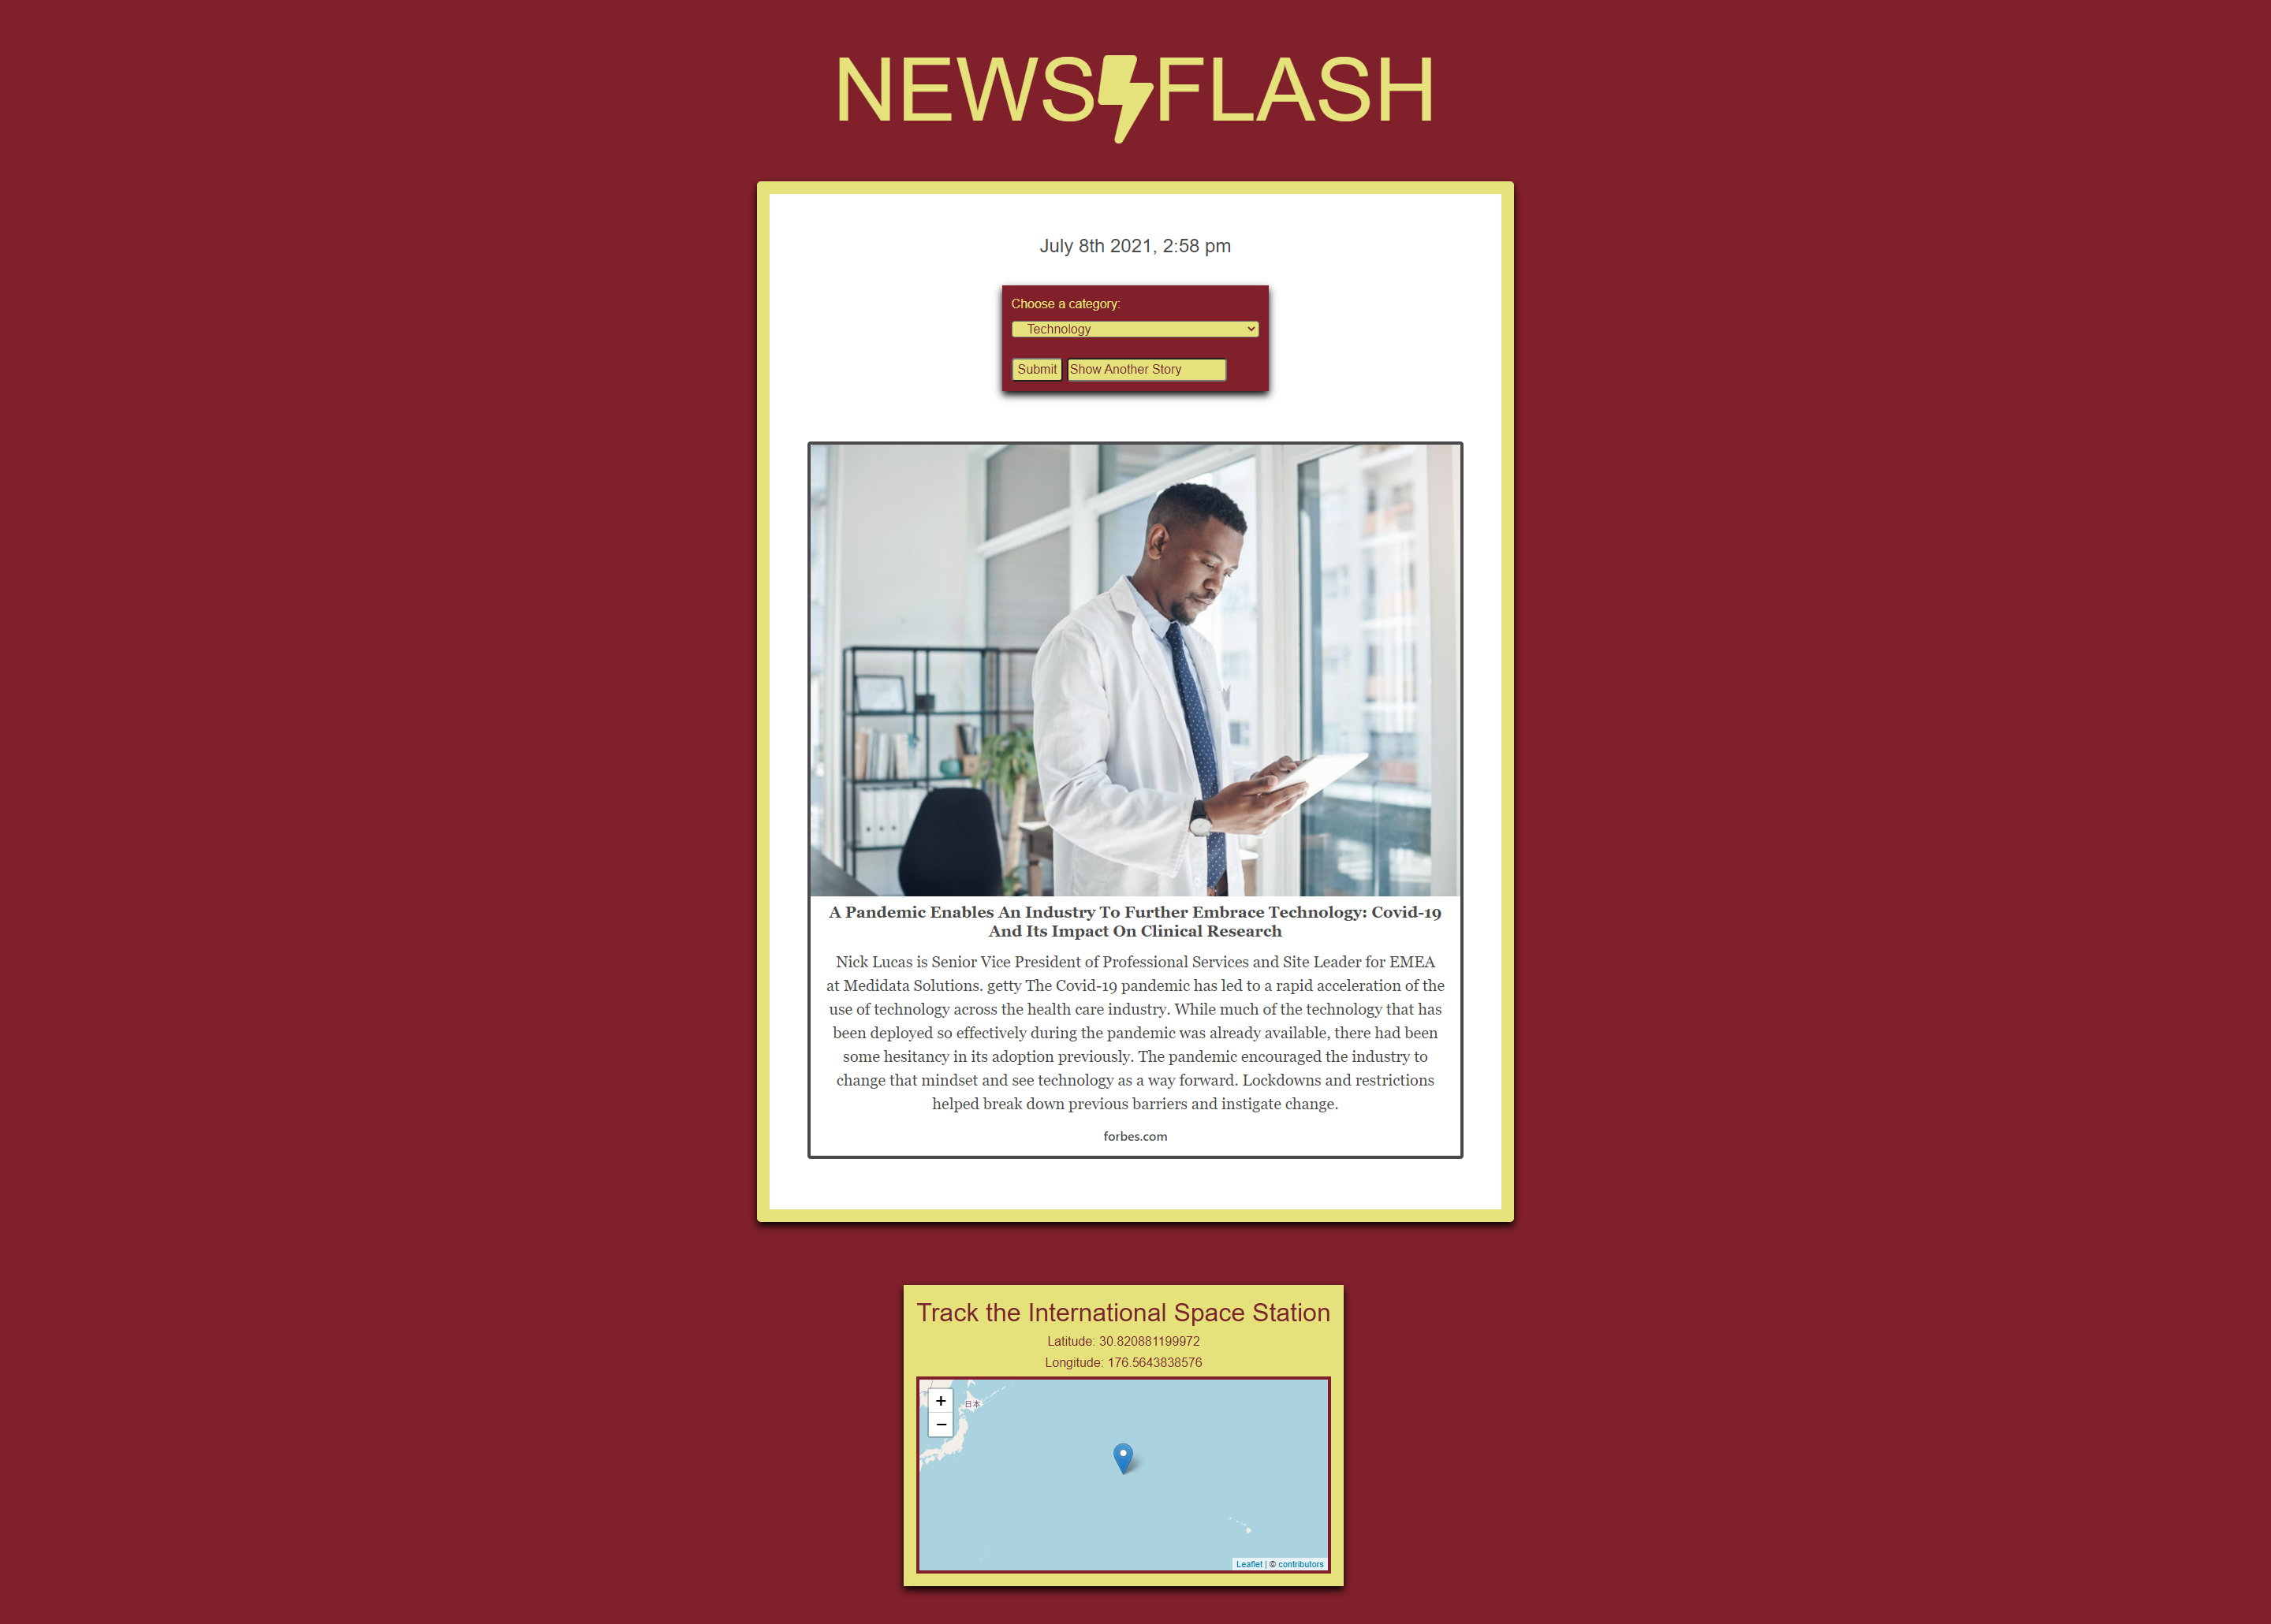 NEWS FLASH
July 8th 2021, 2:58 pm
Choose a category:
Technology
Submit Show Another Story
A Pandemic Enables An Industry To Further Embrace Technology: Covid-19
And Its Impact On Clinical Research
Nick Lucas is Senior Vice President of Professional Services and Site Leader for EMEA
at Medidata Solutions. getty The Covid-19 pandemic has led to a rapid acceleration of the
use of technology across the health care industry. While much of the technology that has
been deployed so effectively during the pandemic was already available, there had been
some hesitancy in its adoption previously. The pandemic encouraged the industry to
change that mindset and see technology as a way forward. Lockdowns and restrictions
helped break down previous barriers and instigate change.
forbes.com
Track the International Space Station
Latitude: 30.820881199972
Longitude: 176.5643838576
+
日本
−
Leaflet | © contributors